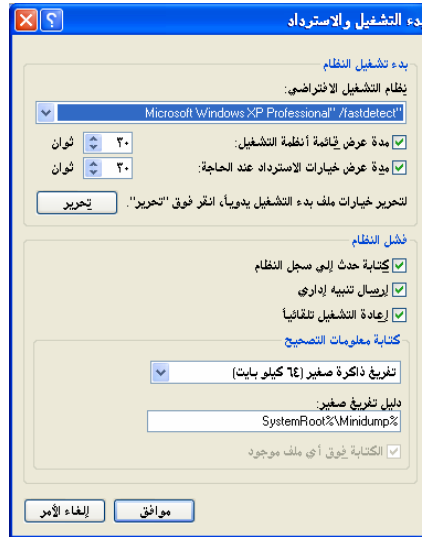 بدء التشغيل والاسترداد
بدء تشغيل النظام
نظام التشغيل الافتراضي:
Microsoft Windows XP Professional" /fastdetect"
مدة عرض قائمة أنظمة التشغيل: ٣٠ ثوان
مدة عرض خيارات الاسترداد عند الحاجة: ٣٠ ثوان
لتحرير خيارات ملف بدء التشغيل يدوياً، انقر فوق "تحرير". تحرير
فشل النظام
كتابة حدث إلي سجل النظام
إرسال تنبيه إداري
إعادة التشغيل تلقائياً
كتابة معلومات التصحيح
تفريغ ذاكرة صغير (٦٤ كيلو بايت)
دليل تفريغ صغير:
SystemRoot%\Minidump%
الكتابة فوق أي ملف موجود
موافق إلغاء الأمر